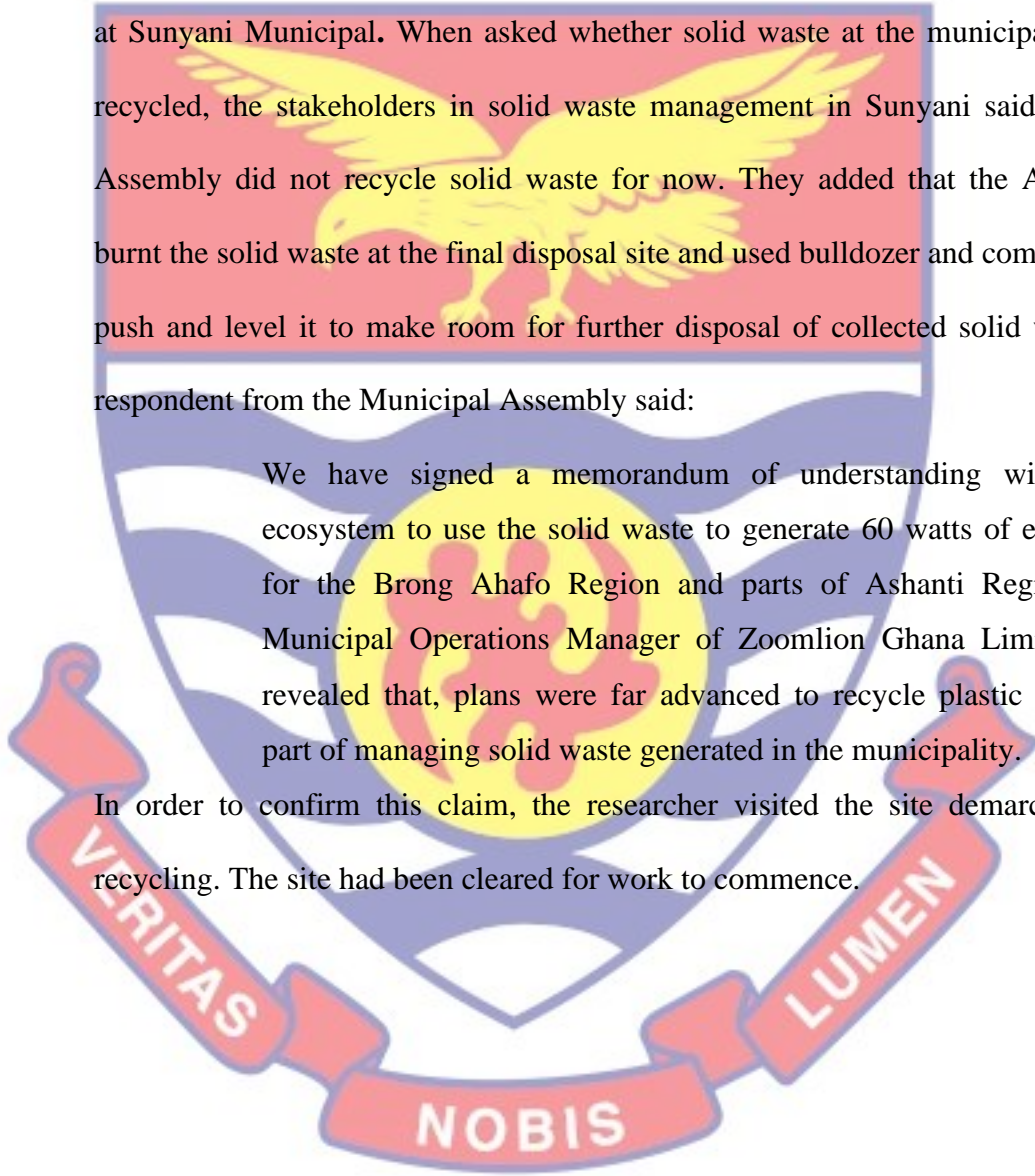 at Sunyani Municipal. When asked whether solid waste at the
recycled, the stakeholders in solid waste management in Sunyani said
Assembly did not recycle solid waste for now. They added that the
burnt the solid waste at the final disposal site and used bulldozer and
push and level it to make room for further disposal of collected solid
respondent from the Municipal Assembly said:
We have signed a memorandum of understanding
ecosystem to use the solid waste to generate 60 watts of
for the Brong Ahafo Region and parts of Ashanti
Municipal Operations Manager of Zoomlion Ghana
revealed that, plans were far advanced to recycle plastic
part of managing solid waste generated in the municipality.
In order to confirm this claim, the researcher visited the site
recycling. The site had been cleared for work to commence.
VERITAS
NOBIS
LUMEN